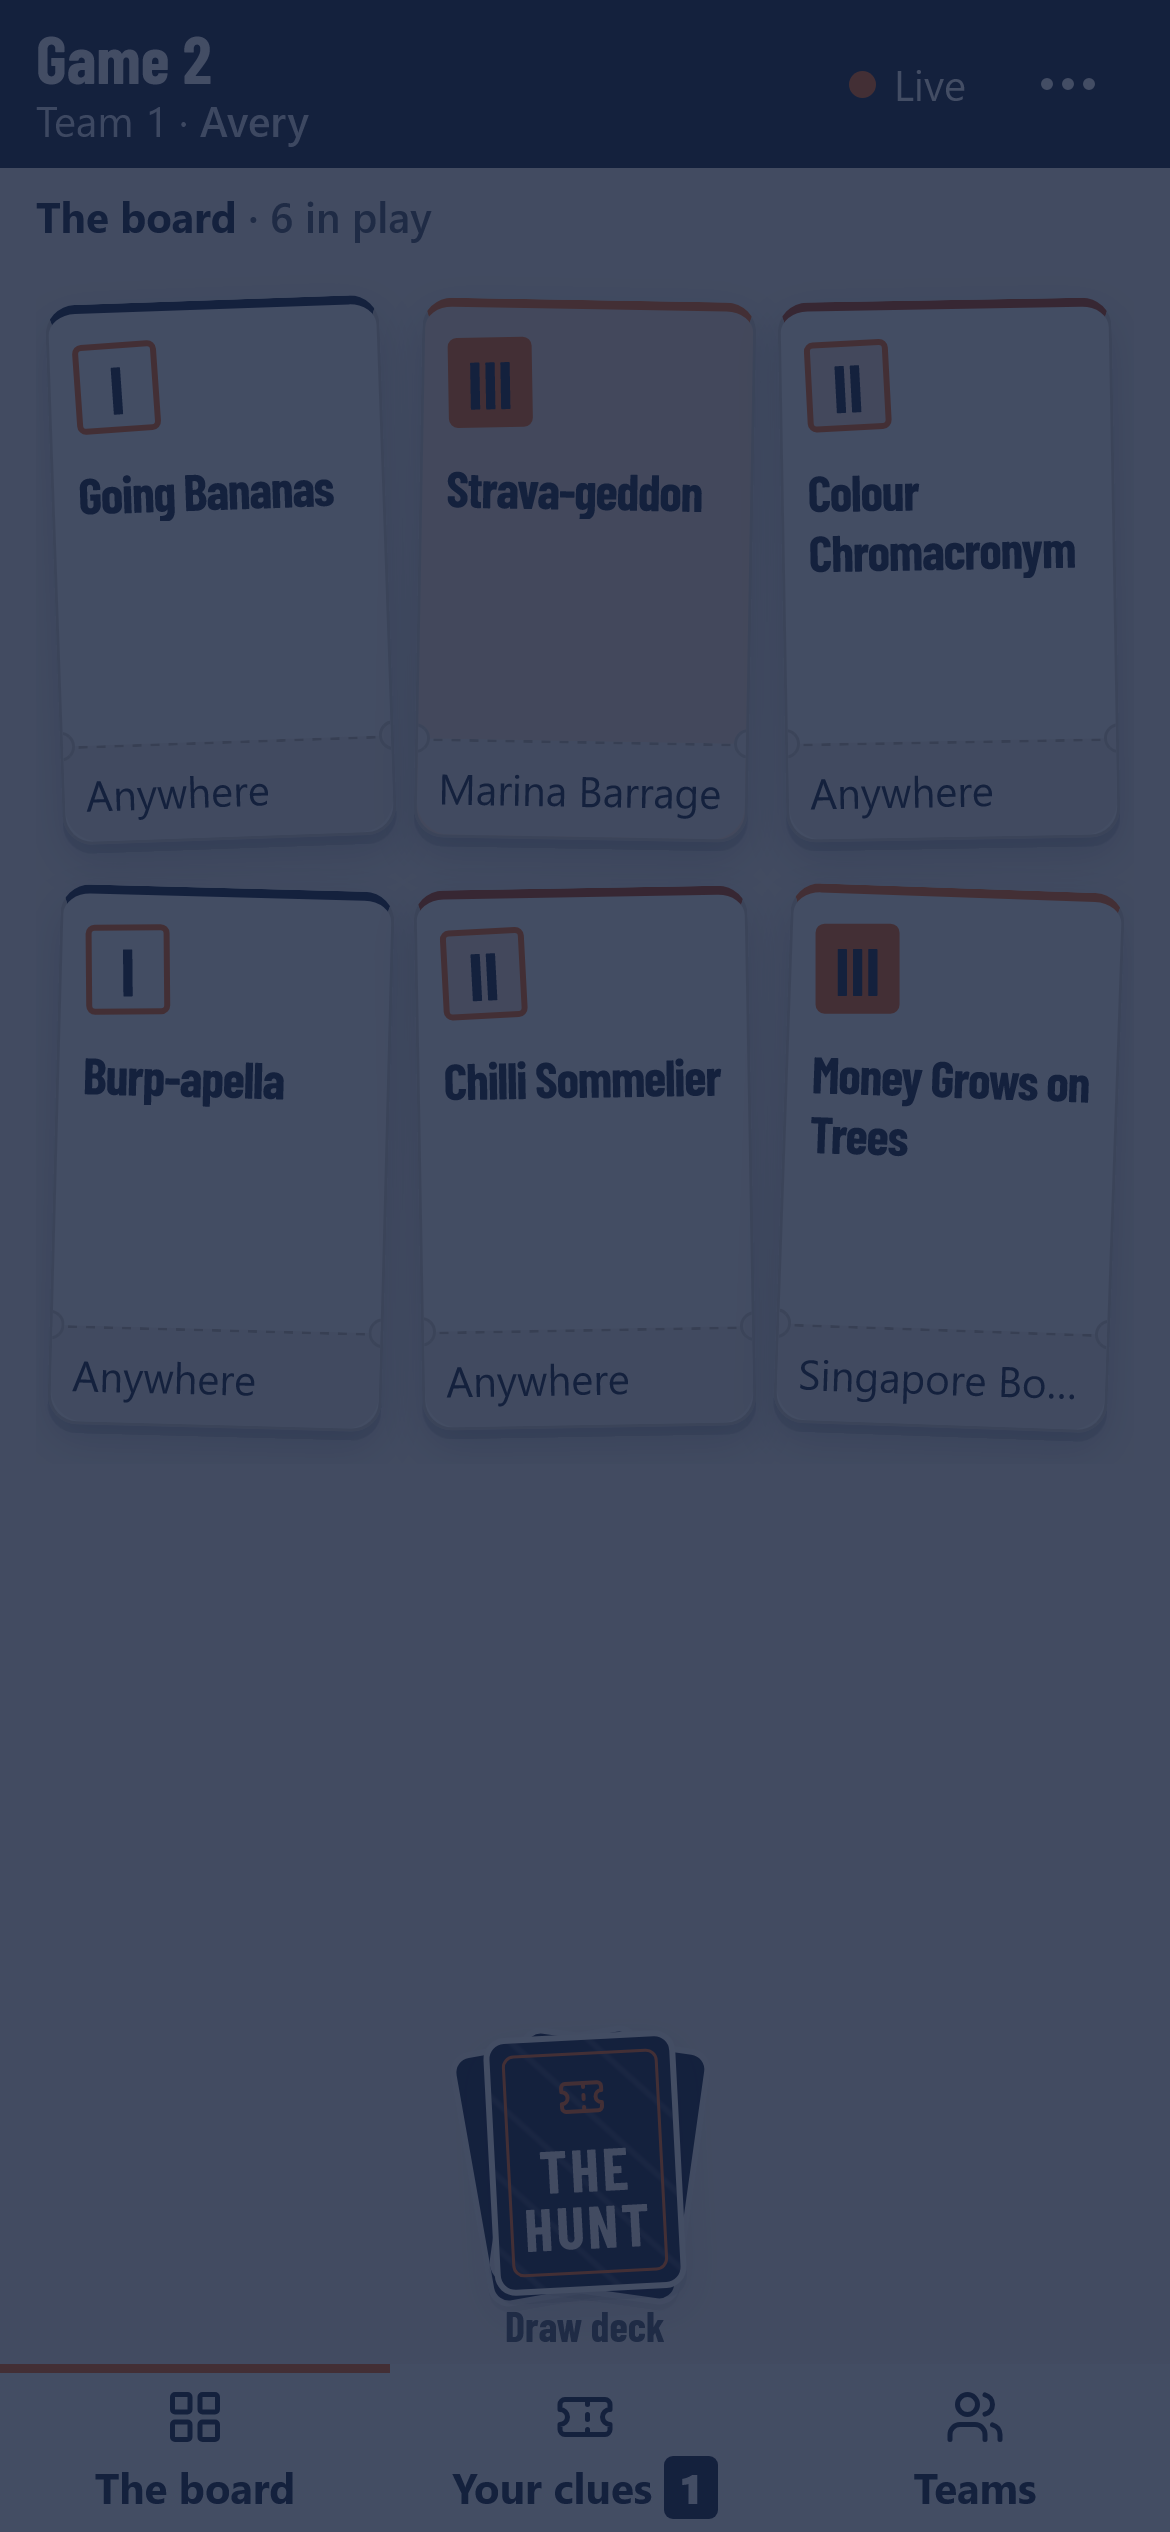 Game 2
Team 1 · Avery
Live
The board · 6 in play
I
Going Bananas
Anywhere
III
Strava-geddon
Marina Barrage
II
Colour
Chromacronym
Anywhere
I
Burp-apella
Anywhere
II
Chilli Sommelier
Anywhere
III
Money Grows on
Trees
Singapore Bo...
THE
HUNT
Draw deck
The board
Your clues 1
Teams